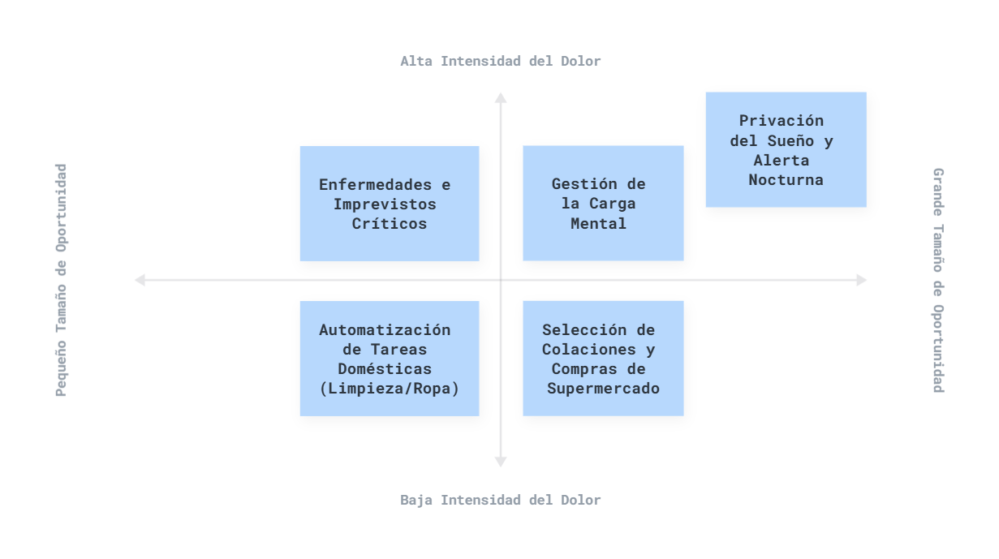 Alta Intensidad del Dolor
Privación
del Sueño y
Alerta
Nocturna
Enfermedades e
Imprevistos
Críticos
Gestión de
la Carga
Mental
Pequeño Tamaño de Oportunidad
Grande Tamaño de Oportunidad
Automatización
de Tareas
Domésticas
(Limpieza/Ropa)
Selección de
Colaciones y
Compras de
Supermercado
Baja Intensidad del Dolor